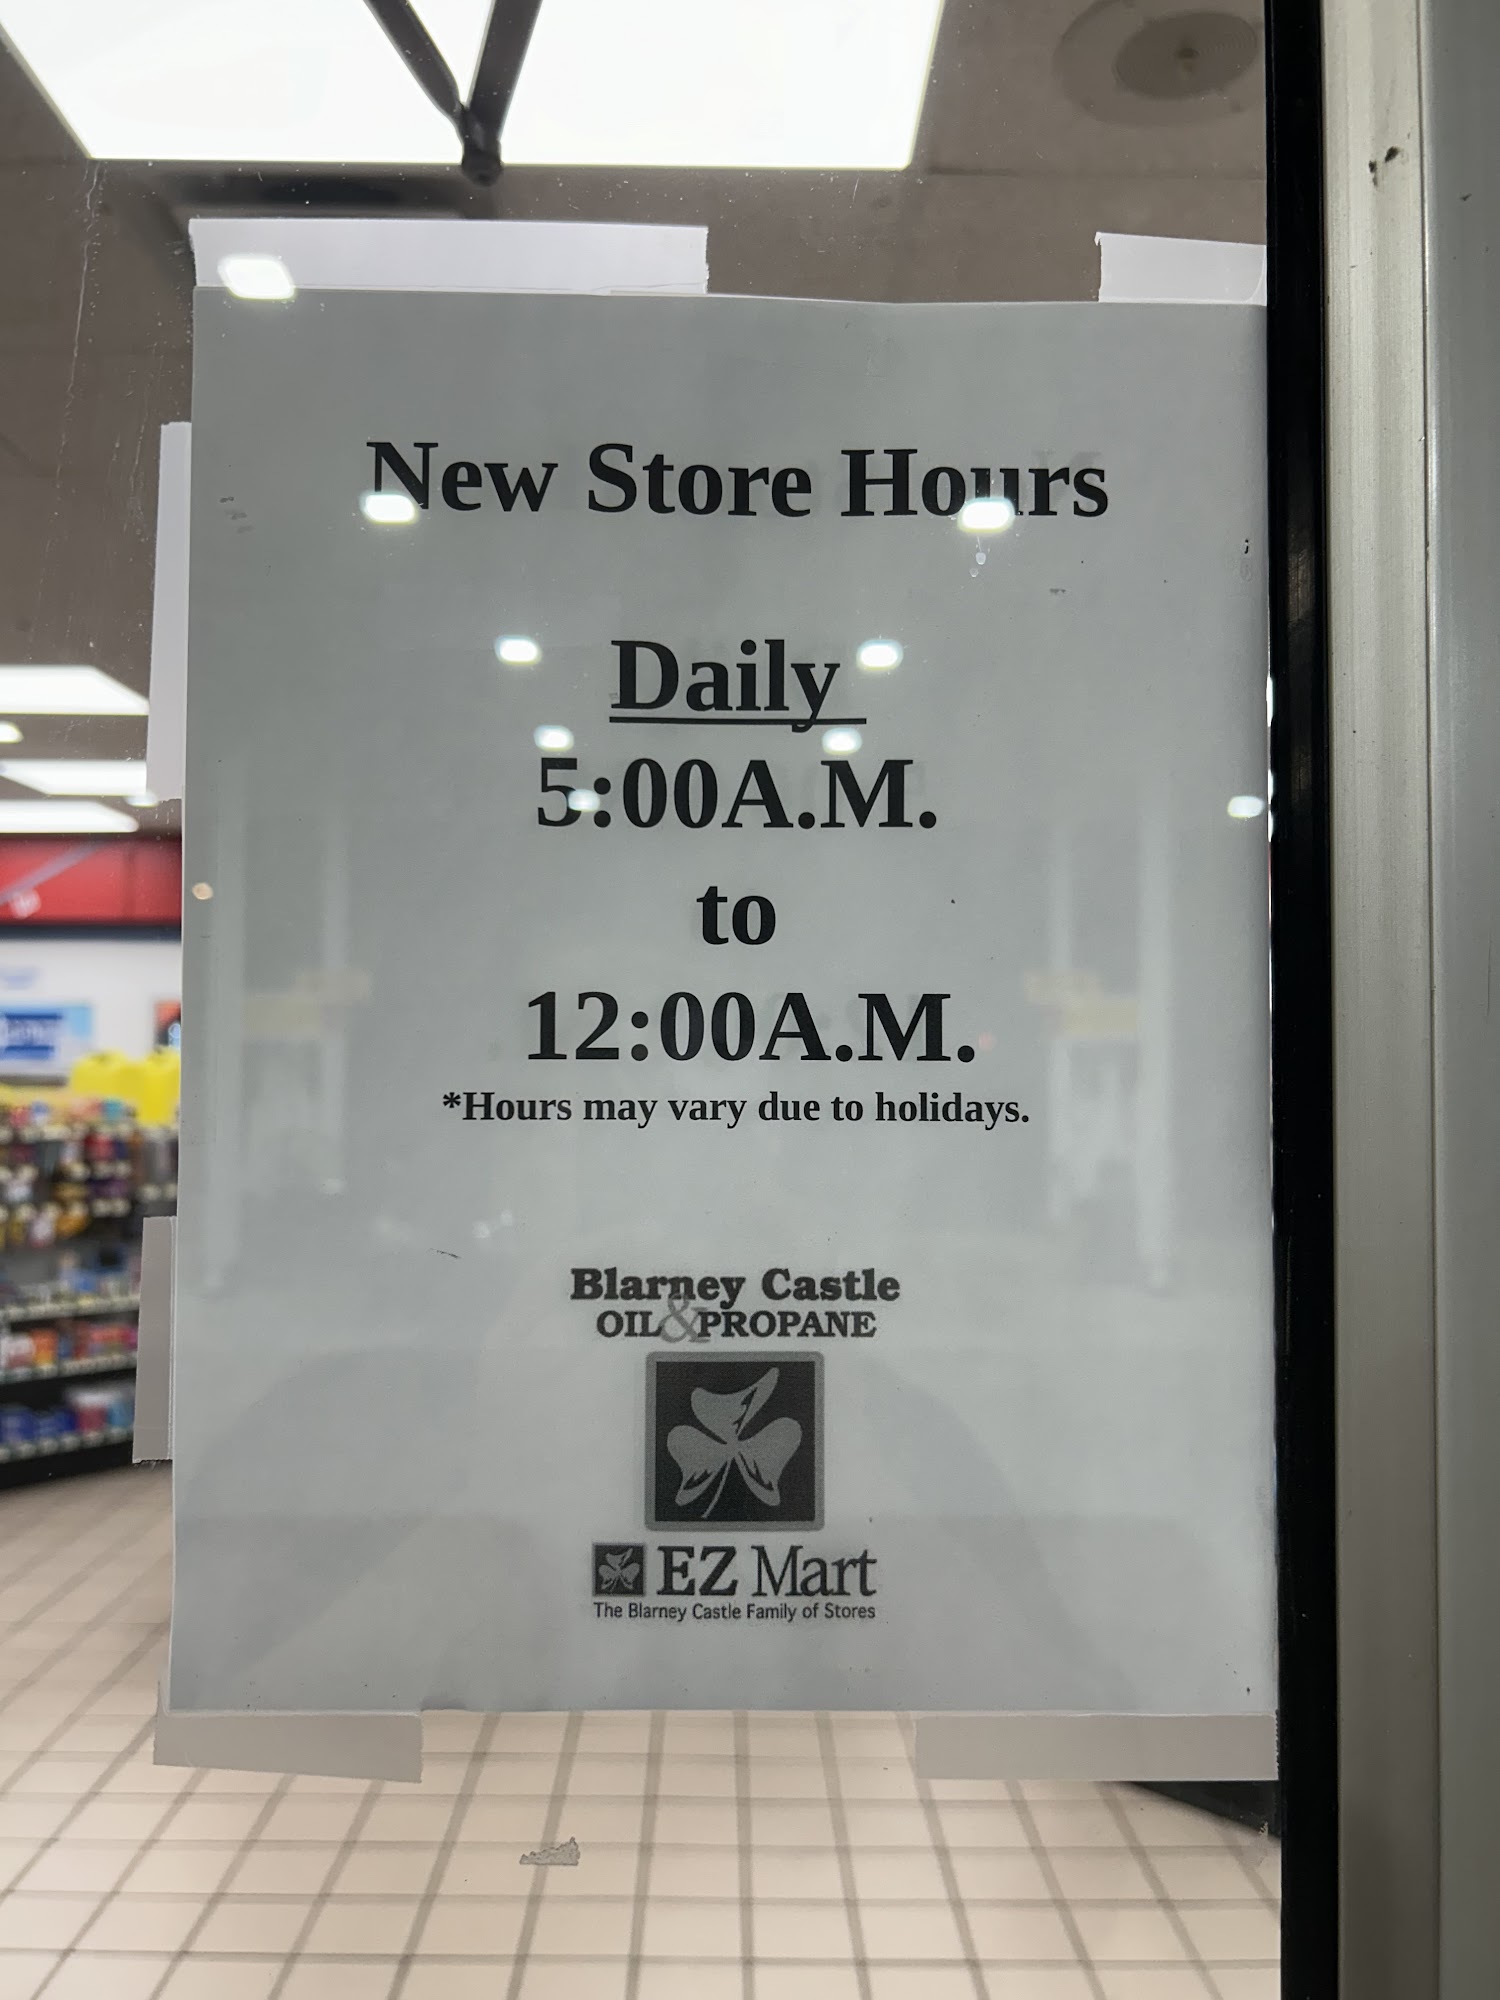 New Store Hours
Daily
5:00A.M.
to
12:00A.M.
*Hours may vary due to holidays.
Blarney Castle
OIL & PROPANE
EZ Mart
The Blarney Castle Family of Stores